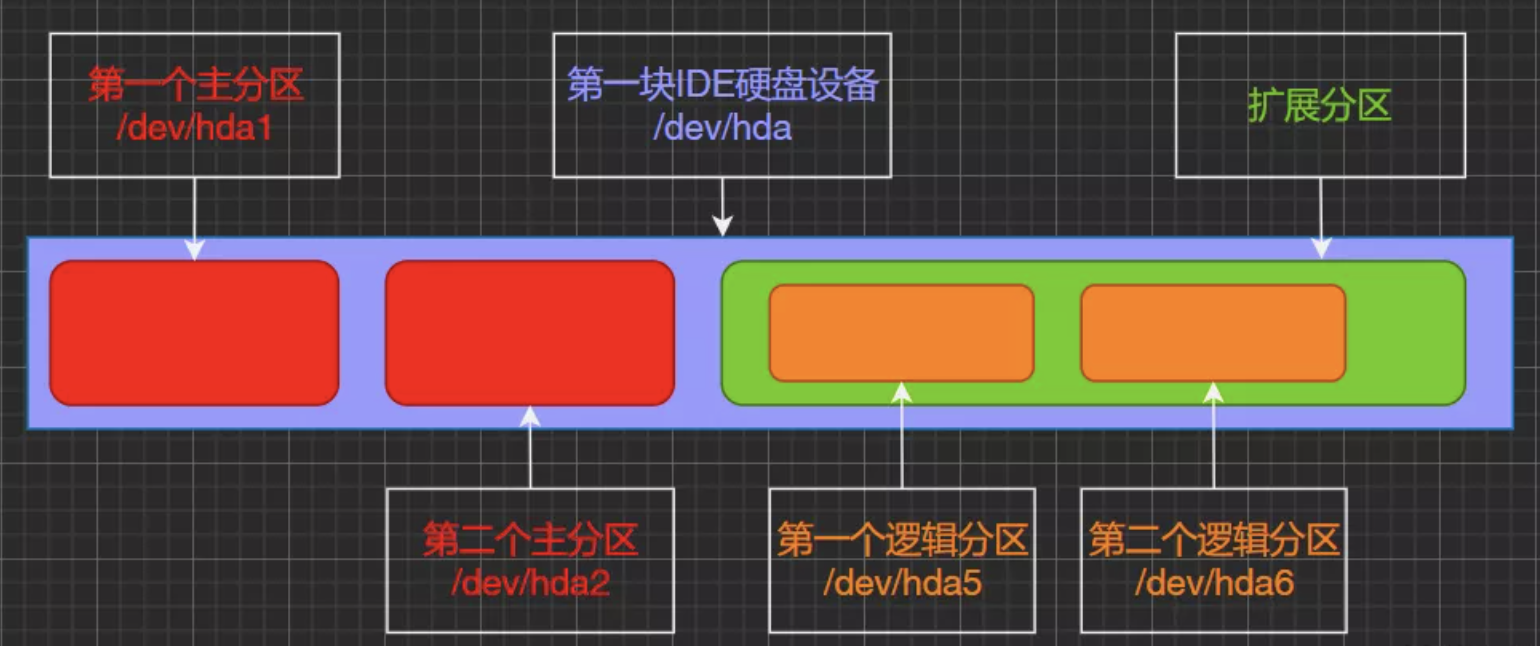 第一个主分区
/dev/hda1
第一块IDE硬盘设备
/dev/hda
扩展分区
第二个主分区
/dev/hda2
第一个逻辑分区
/dev/hda5
第二个逻辑分区
/dev/hda6